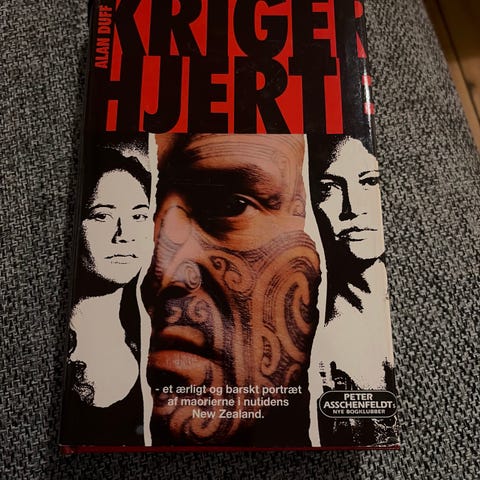 ALAN DUFF
KRIGER
HJERTE
- et ærligt og barskt portræt
af maorierne i nutidens
New Zealand.
PETER
ASSCHENFELDT:
NYE BOGKLUBBER